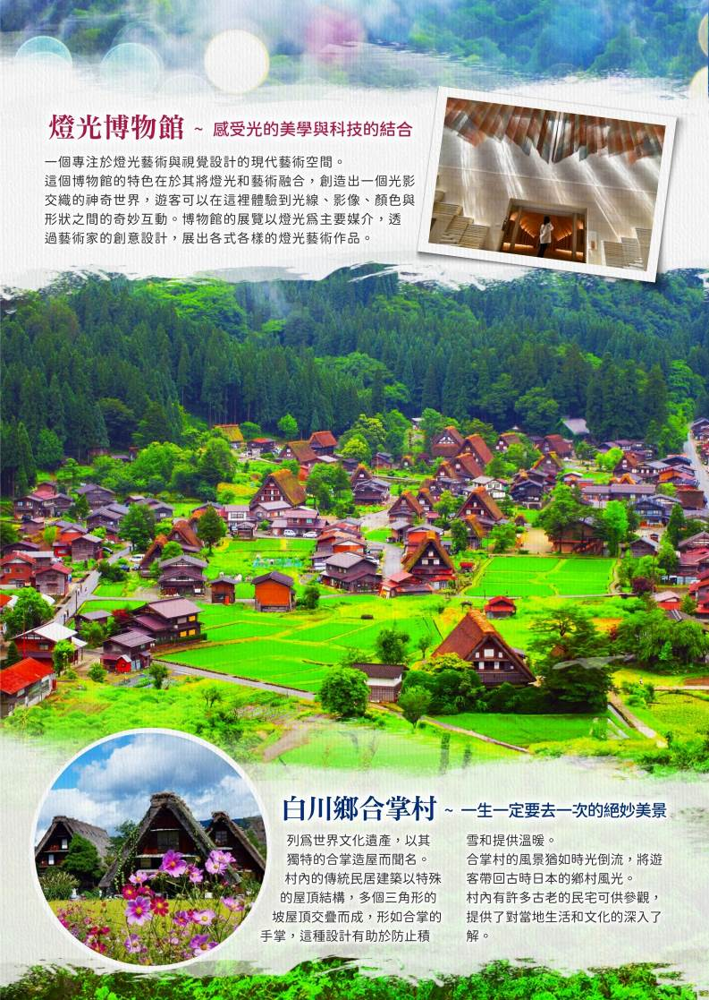 燈光博物館 ~ 感受光的美學與科技的結合
一個專注於燈光藝術與視覺設計的現代藝術空間。
這個博物館的特色在於其將燈光和藝術融合，創造出一個光影
交織的神奇世界，遊客可以在這裡體驗到光線、影像、顏色與
形狀之間的奇妙互動。博物館的展覽以燈光爲主要媒介，透
過藝術家的創意設計，展出各式各樣的燈光藝術作品。
白川鄉合掌村 ~ 一生一定要去一次的絕妙美景
列爲世界文化遺產，以其
獨特的合掌造屋而聞名。
村內的傳統民居建築以特殊
的屋頂結構，多個三角形的
坡屋頂交疊而成，形如合掌的
手掌，這種設計有助於防止積
雪和提供溫暖。
合掌村的風景猶如時光倒流，將遊
客帶回古時日本的鄉村風光。
村內有許多古老的民宅可供參觀，
提供了對當地生活和文化的深入了
解。